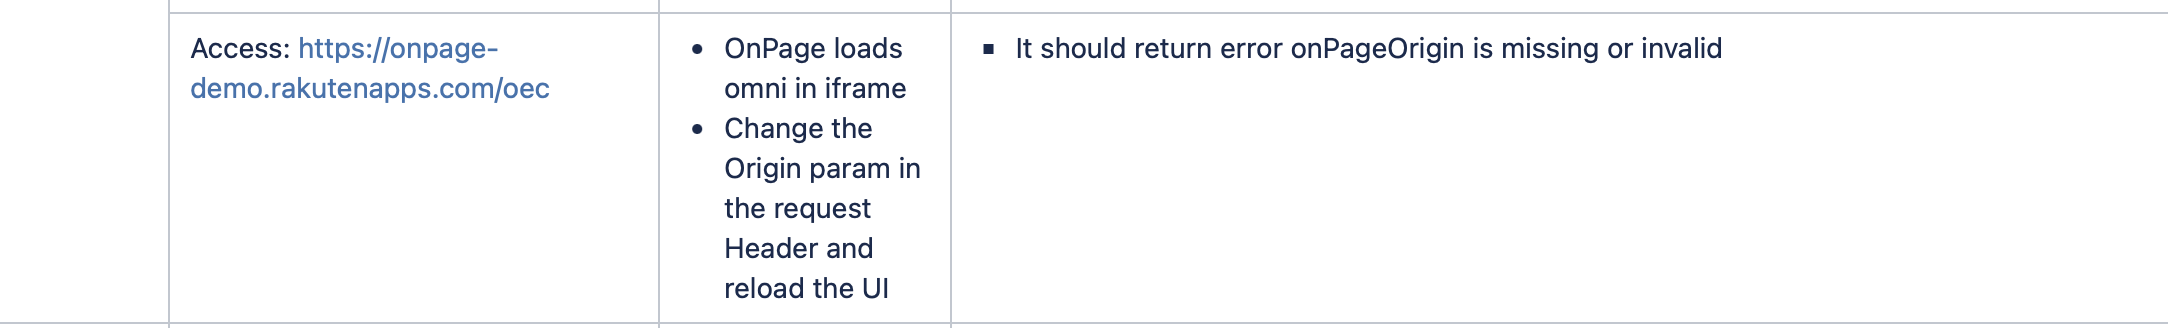 Access: https://onpage-
demo.rakutenapps.com/oec
• OnPage loads
omni in iframe
• Change the
Origin param in
the request
Header and
reload the UI
▪ It should return error onPageOrigin is missing or invalid